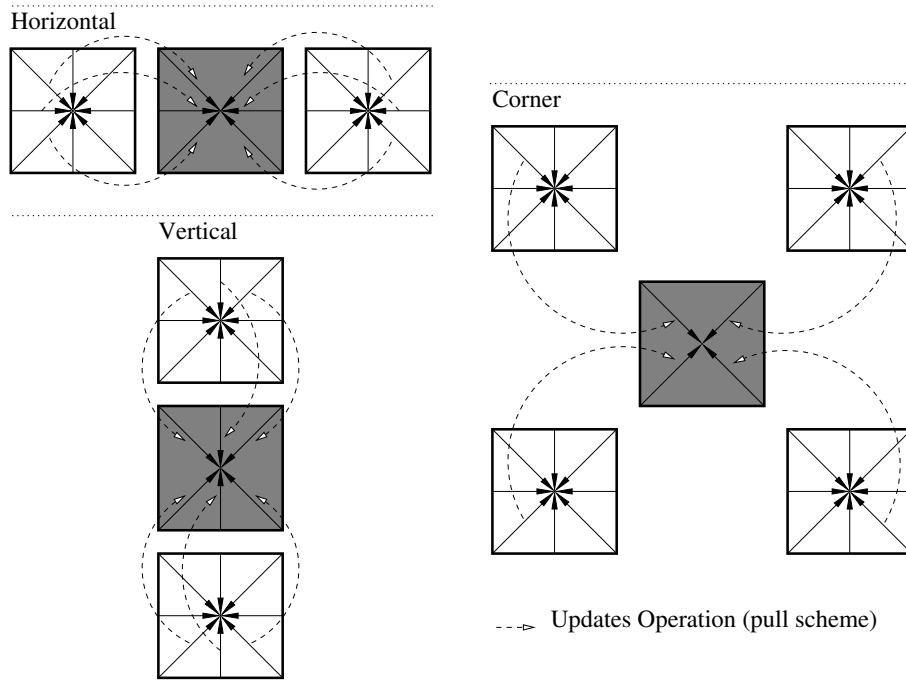 Horizontal
Vertical
Corner
Updates Operation (pull scheme)